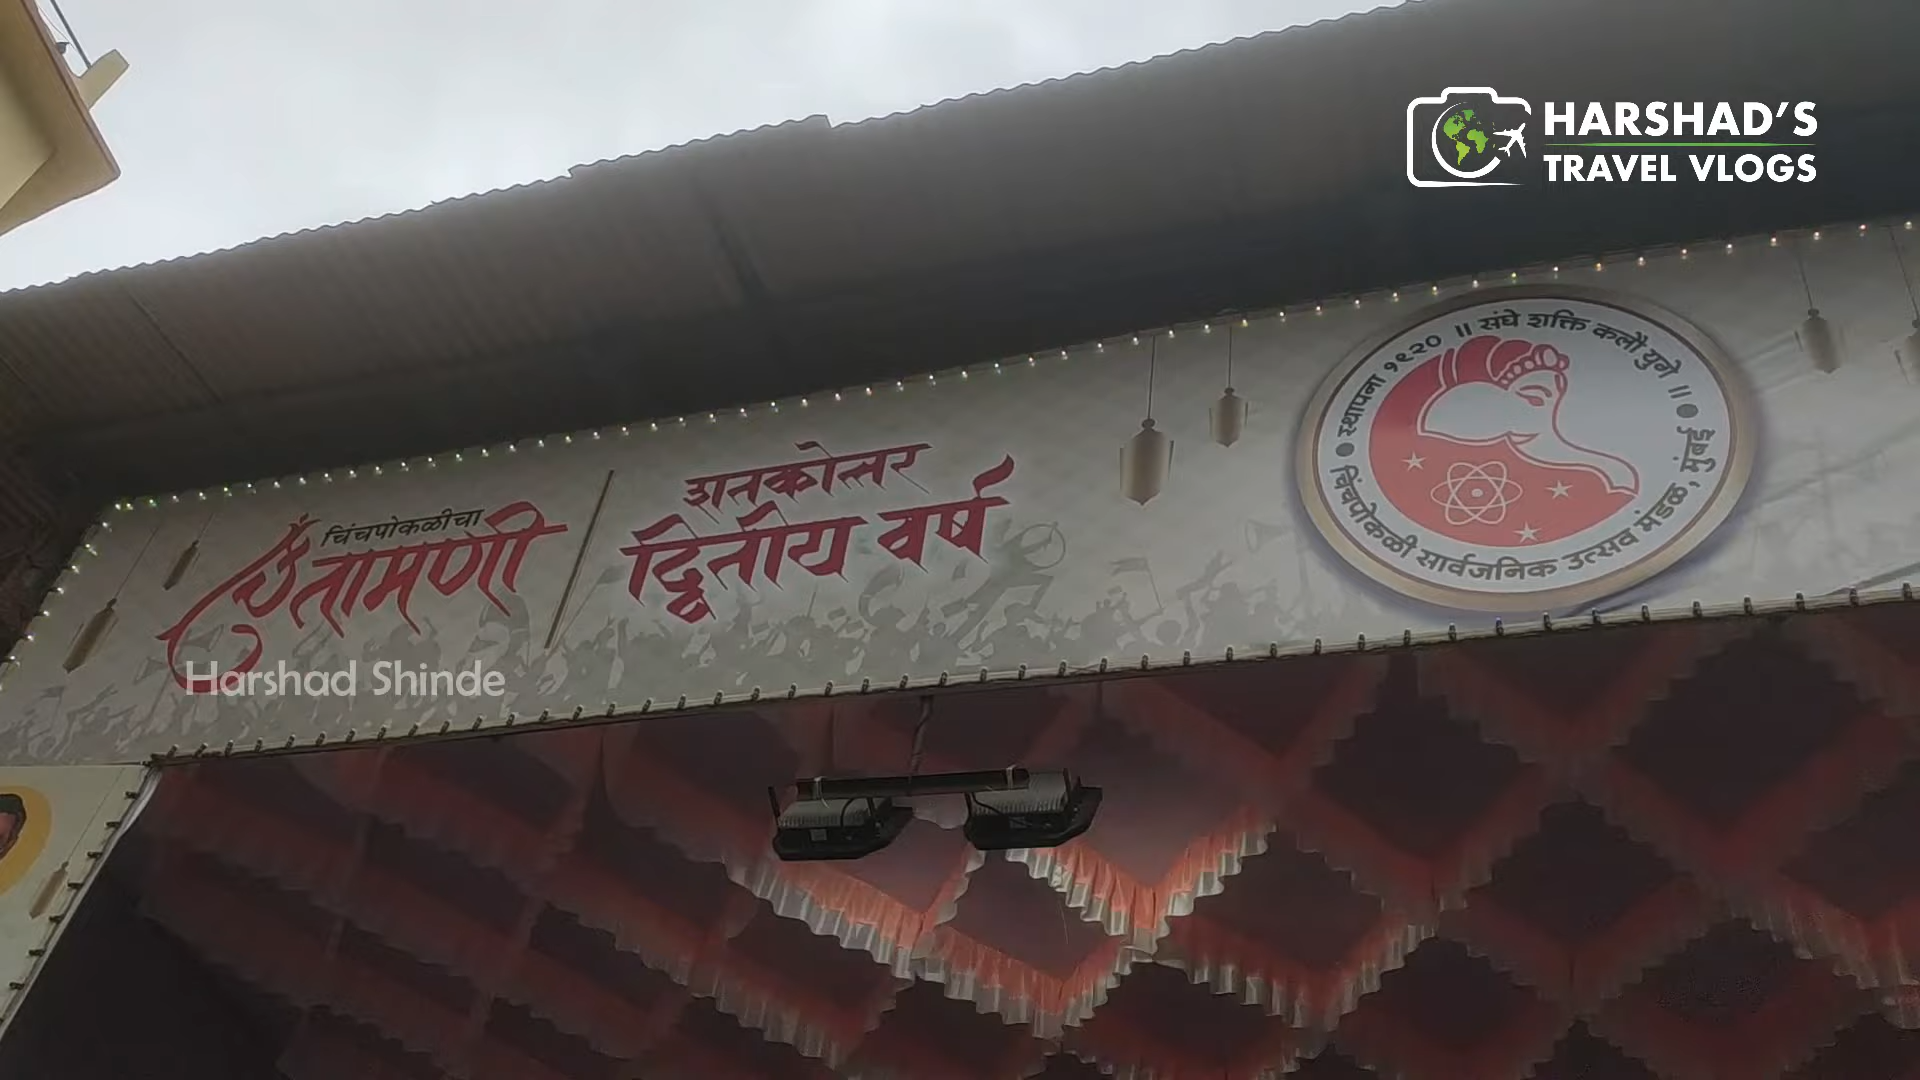 HARSHAD'S
TRAVEL VLOGS
चिंचपोकळीचा
चिंतामणी
शतकोत्तर
द्वितीय वर्ष
स्थापना १९२० ॥ संघे शक्ति कलौ युगे ॥
चिंचपोकळी सार्वजनिक उत्सव मंडळ, मुंबई
Harshad Shinde